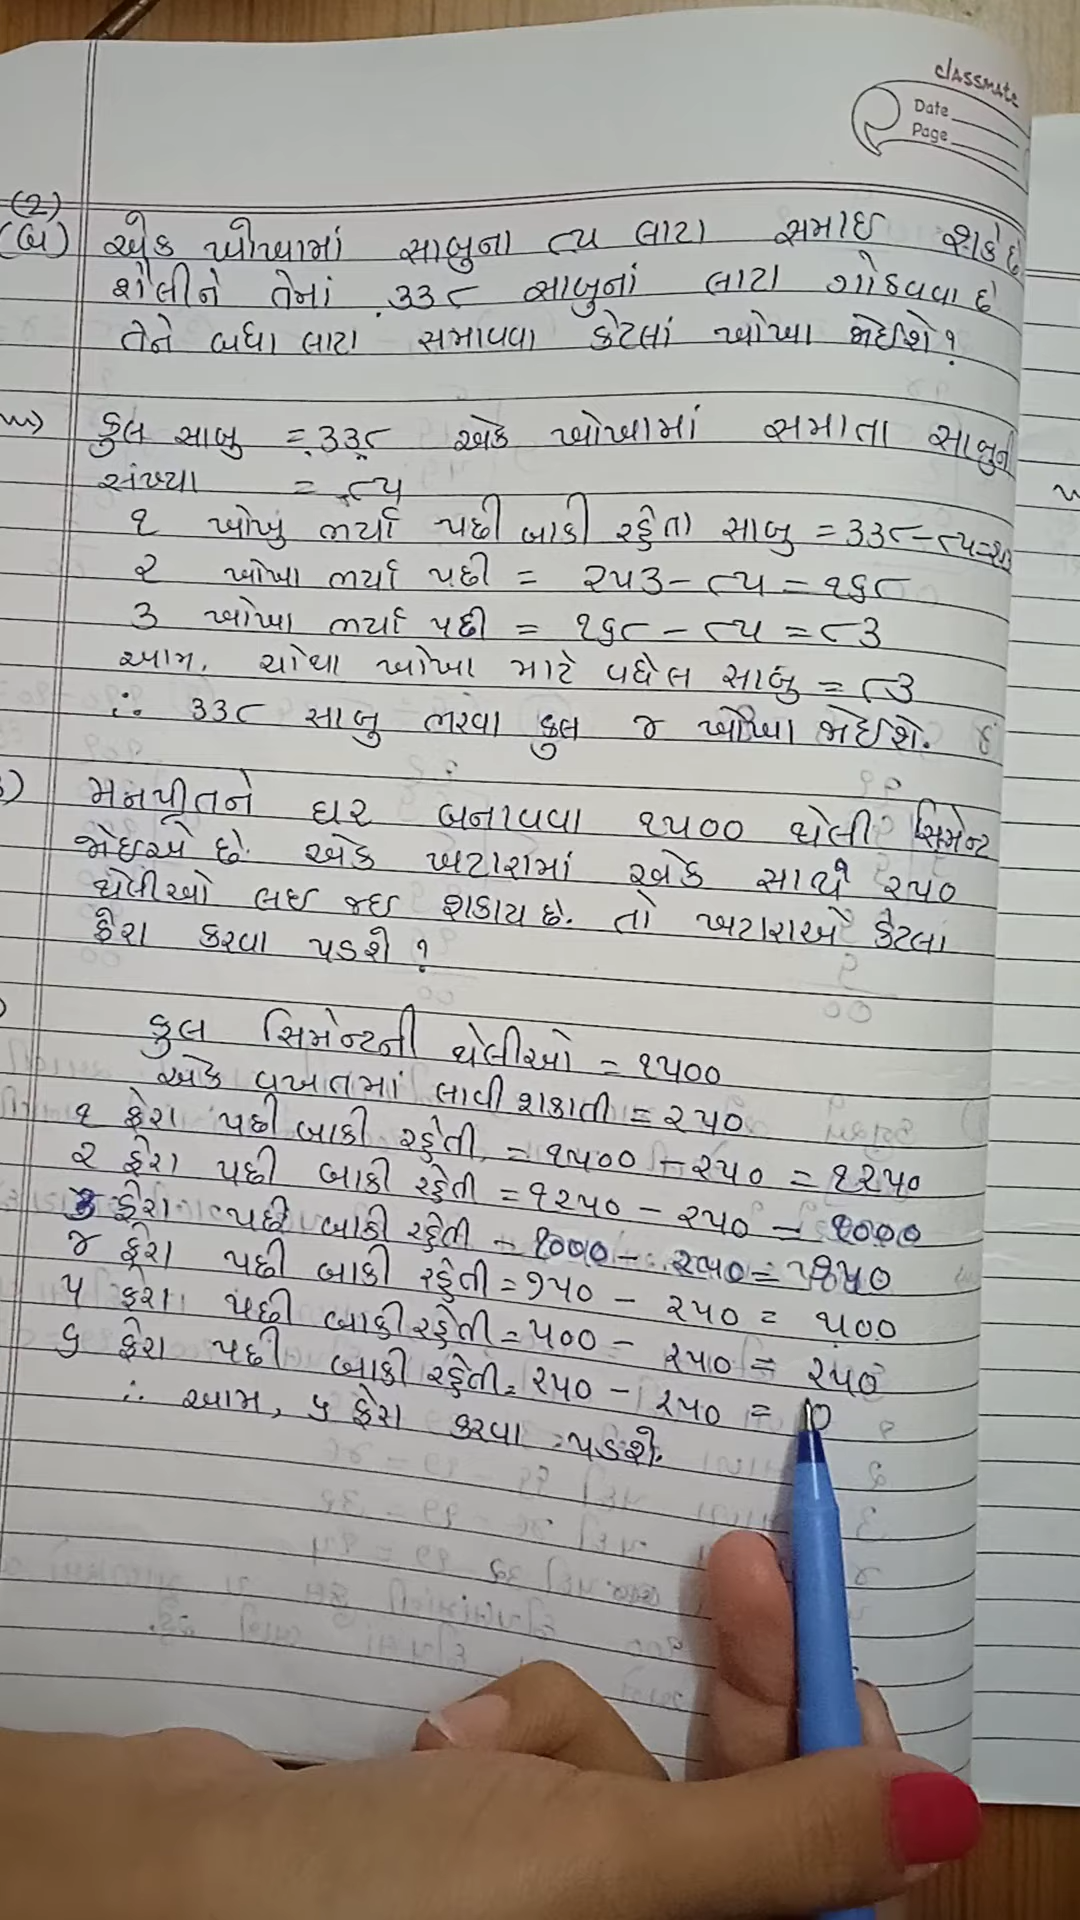 classmate
Date
Page
(2)
(બ) એક ખોખામાં સાબુના ૮૫ લાટા સમાઇ શકે છે
શૈલીને તેમાં ૩૩૮ સાબુનાં લાટા ગોઠવવા છે
તેને બધા લાટા સમાવવા કેટલાં ખોખા જોઈશે?
કુલ સાબુ = ૩૩૮ એક ખોખામાં સમાતા સાબુની
સંખ્યા = ૮૫
૧ ખોખું ભર્યા પછી બાકી રહેતા સાબુ = ૩૩૮ - ૮૫ =
૨ ખોખા ભર્યા પછી = ૨૫૩ - ૮૫ = ૧૬૮
૩ ખોખા ભર્યા પછી = ૧૬૮ - ૮૫ = ૮૩
આમ, ચોથા ખોખા માટે વધેલ સાબુ = ૮૩
∴ ૩૩૮ સાબુ ભરવા કુલ ૪ ખોખા જોઈશે.
મનપ્રીતને ઘર બનાવવા ૧૫૦૦ થેલી સિમેન્ટ
જોઇએ છે. એક ખટારામાં એક સાથે ૨૫૦
થેલીઓ લઇ જઇ શકાય છે. તો ખટારાએ કેટલા
ફેરા કરવા પડશે?
કુલ સિમેન્ટની થેલીઓ = ૧૫૦૦
એક વખતમાં લાવી શકાતી = ૨૫૦
૧ ફેરા પછી બાકી રહેતી = ૧૫૦૦ - ૨૫૦ = ૧૨૫૦
૨ ફેરા પછી બાકી રહેતી = ૧૨૫૦ - ૨૫૦ = ૧૦૦૦
૩ ફેરા પછી બાકી રહેતી = ૧૦૦૦ - ૨૫૦ = ૭૫૦
૪ ફેરા પછી બાકી રહેતી = ૭૫૦ - ૨૫૦ = ૫૦૦
૫ ફેરા પછી બાકી રહેતી = ૫૦૦ - ૨૫૦ = ૨૫૦
૬ ફેરા પછી બાકી રહેતી = ૨૫૦ - ૨૫૦ = ૦
∴ આમ, ૬ ફેરા કરવા પડશે.